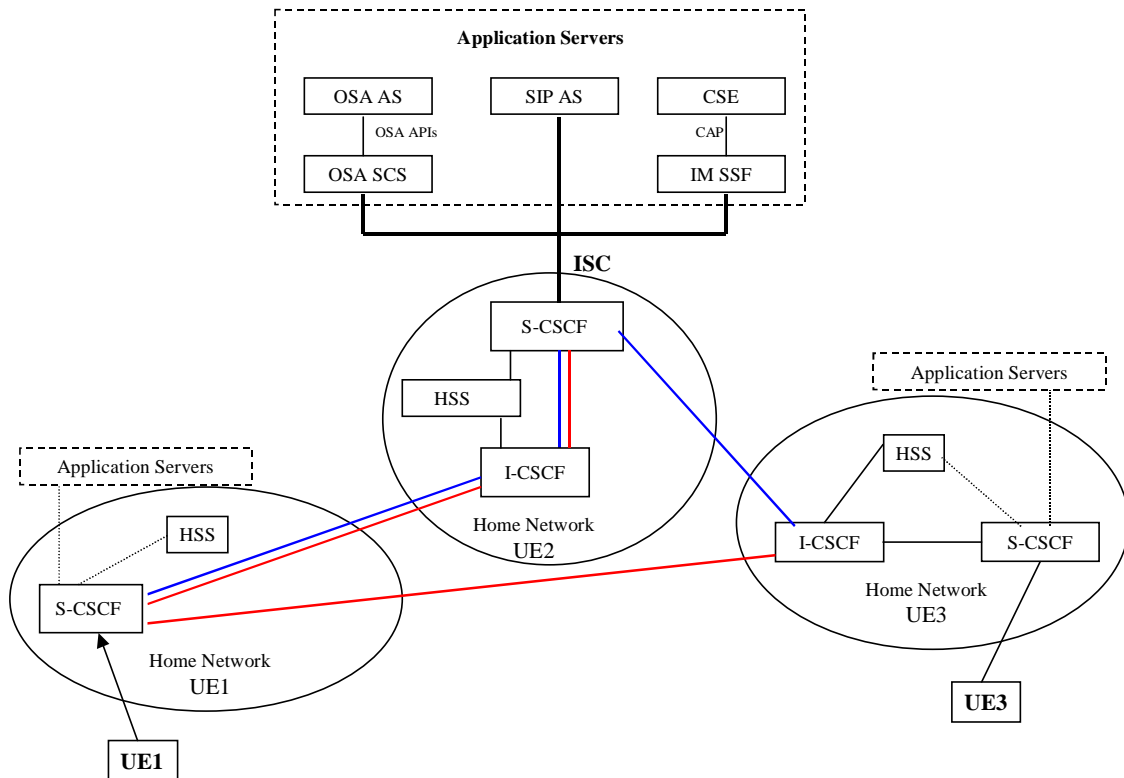 Application Servers
OSA AS
SIP AS
CSE
OSA APIs
CAP
OSA SCS
IM SSF
ISC
S-CSCF
HSS
I-CSCF
Home Network
UE2
Application Servers
HSS
I-CSCF
S-CSCF
Home Network
UE3
UE3
Application Servers
HSS
S-CSCF
Home Network
UE1
UE1